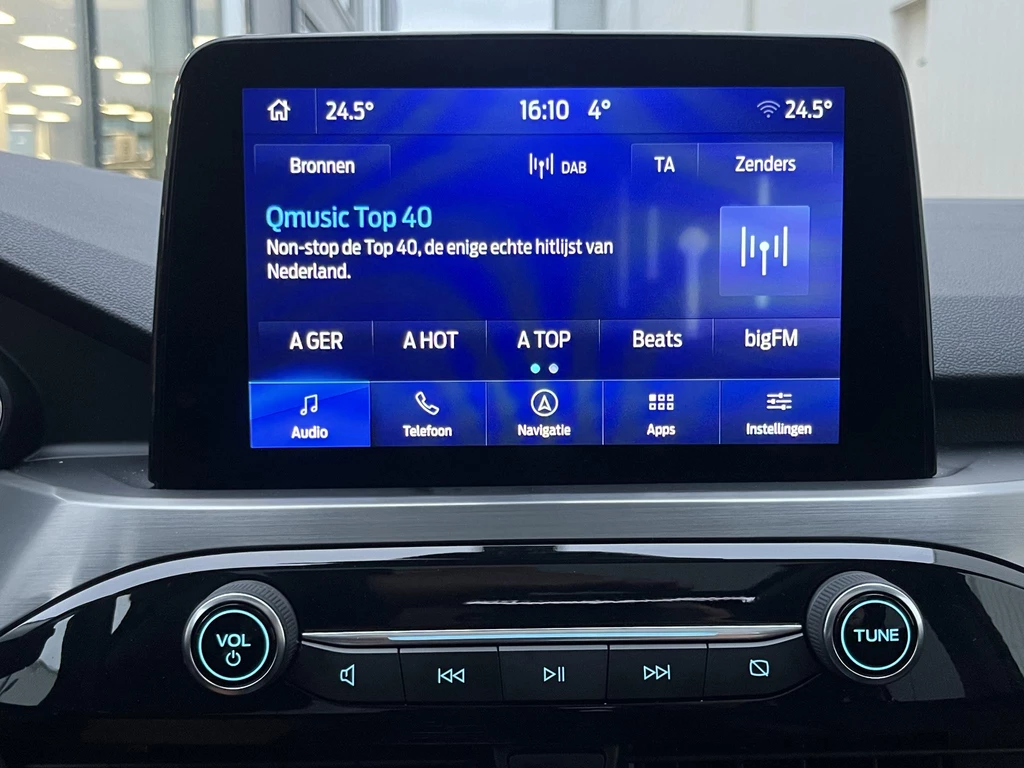 24.5° 16:10 4° 24.5°
Bronnen DAB TA Zenders
Qmusic Top 40
Non-stop de Top 40, de enige echte hitlijst van
Nederland.
A GER A HOT A TOP Beats bigFM
Audio Telefoon Navigatie Apps Instellingen
VOL TUNE